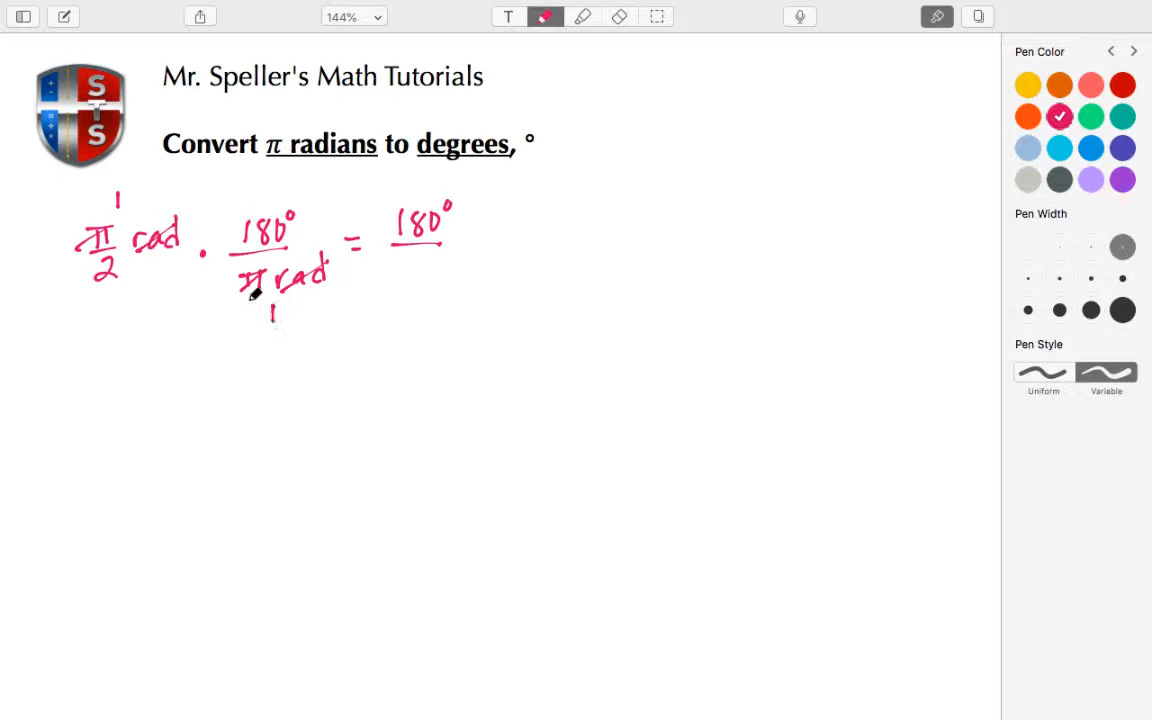 144%
T
Pen Color
STS
Mr. Speller's Math Tutorials
Convert π radians to degrees, °
1
π/2 rad · 180°/π rad = 180°
1
Pen Width
Pen Style
Uniform
Variable